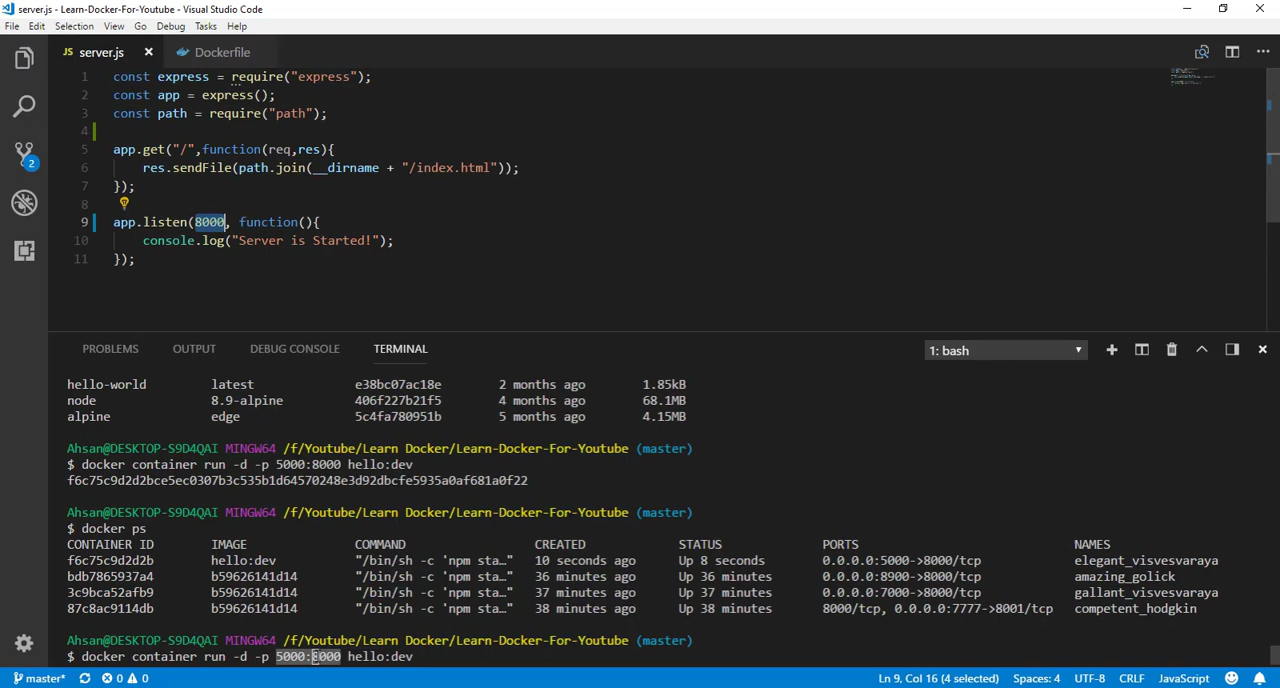 server.js - Learn-Docker-For-Youtube - Visual Studio Code
File Edit Selection View Go Debug Tasks Help
JS server.js × Dockerfile
1 const express = require("express");
2 const app = express();
3 const path = require("path");
4
5 app.get("/",function(req,res){
6 res.sendFile(path.join(__dirname + "/index.html"));
7 });
8
9 app.listen(8000, function(){
10 console.log("Server is Started!");
11 });
2
PROBLEMS OUTPUT DEBUG CONSOLE TERMINAL 1: bash
hello-world latest e38bc07ac18e 2 months ago 1.85kB
node 8.9-alpine 406f227b21f5 4 months ago 68.1MB
alpine edge 5c4fa780951b 5 months ago 4.15MB
Ahsan@DESKTOP-S9D4QAI MINGW64 /f/Youtube/Learn Docker/Learn-Docker-For-Youtube (master)
$ docker container run -d -p 5000:8000 hello:dev
f6c75c9d2d2bce5ec0307b3c535b1d64570248e3d92dbcfe5935a0af681a0f22
Ahsan@DESKTOP-S9D4QAI MINGW64 /f/Youtube/Learn Docker/Learn-Docker-For-Youtube (master)
$ docker ps
CONTAINER ID IMAGE COMMAND CREATED STATUS PORTS NAMES
f6c75c9d2d2b hello:dev "/bin/sh -c 'npm sta…" 10 seconds ago Up 8 seconds 0.0.0.0:5000->8000/tcp elegant_visvesvaraya
bdb7865937a4 b59626141d14 "/bin/sh -c 'npm sta…" 36 minutes ago Up 36 minutes 0.0.0.0:8900->8000/tcp amazing_golick
3c9bca52afb9 b59626141d14 "/bin/sh -c 'npm sta…" 37 minutes ago Up 37 minutes 0.0.0.0:7000->8000/tcp gallant_visvesvaraya
87c8ac9114db b59626141d14 "/bin/sh -c 'npm sta…" 38 minutes ago Up 38 minutes 8000/tcp, 0.0.0.0:7777->8001/tcp competent_hodgkin
Ahsan@DESKTOP-S9D4QAI MINGW64 /f/Youtube/Learn Docker/Learn-Docker-For-Youtube (master)
$ docker container run -d -p 5000:8000 hello:dev
master* 0 0 Ln 9, Col 16 (4 selected) Spaces: 4 UTF-8 CRLF JavaScript